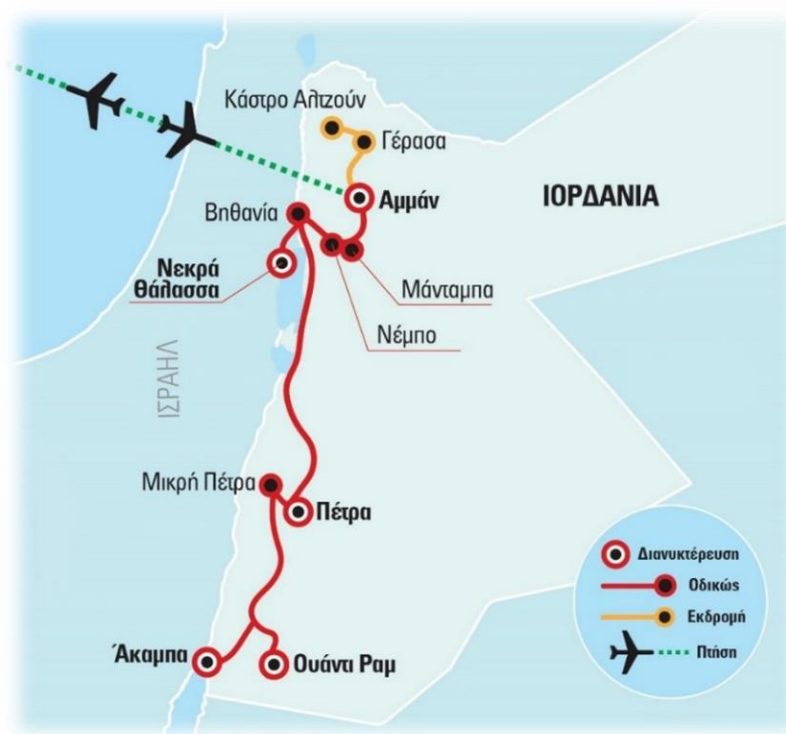 Κάστρο Αλτζούν
Γέρασα
Αμμάν
ΙΟΡΔΑΝΙΑ
Βηθανία
Νεκρά
θάλασσα
Μάνταμπα
Νέμπο
ΙΣΡΑΗΛ
Μικρή Πέτρα
Πέτρα
Άκαμπα
Ουάντι Ραμ
Διανυκτέρευση
Οδικώς
Εκδρομή
Πτήση